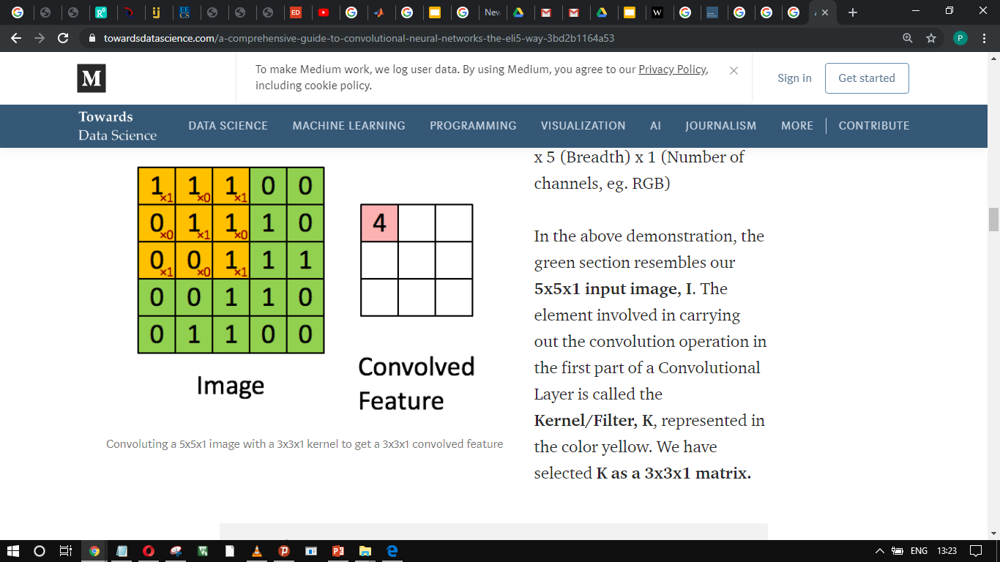 ED
New
W
P
towardsdatascience.com/a-comprehensive-guide-to-convolutional-neural-networks-the-eli5-way-3bd2b1164a53
M
To make Medium work, we log user data. By using Medium, you agree to our Privacy Policy,
including cookie policy.
Sign in
Get started
Towards
Data Science
DATA SCIENCE
MACHINE LEARNING
PROGRAMMING
VISUALIZATION
AI
JOURNALISM
MORE
CONTRIBUTE
1×1 1×0 1×1 0 0
0×0 1×1 1×0 1 0
0×1 0×0 1×1 1 1
0 0 1 1 0
0 1 1 0 0
Image
4
Convolved
Feature
Convoluting a 5x5x1 image with a 3x3x1 kernel to get a 3x3x1 convolved feature
x 5 (Breadth) x 1 (Number of
channels, eg. RGB)
In the above demonstration, the
green section resembles our
5x5x1 input image, I. The
element involved in carrying
out the convolution operation in
the first part of a Convolutional
Layer is called the
Kernel/Filter, K, represented in
the color yellow. We have
selected K as a 3x3x1 matrix.
ENG
13:23